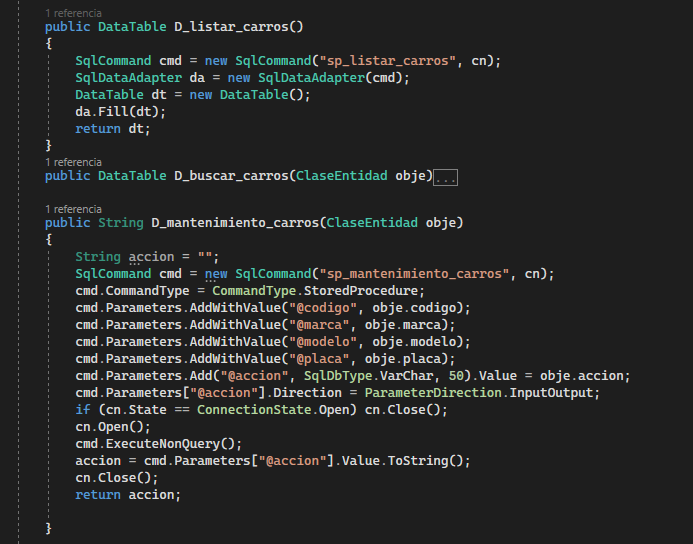 1 referencia
public DataTable D_listar_carros()
{
SqlCommand cmd = new SqlCommand("sp_listar_carros", cn);
SqlDataAdapter da = new SqlDataAdapter(cmd);
DataTable dt = new DataTable();
da.Fill(dt);
return dt;
}
1 referencia
public DataTable D_buscar_carros(ClaseEntidad obje)...
1 referencia
public String D_mantenimiento_carros(ClaseEntidad obje)
{
String accion = "";
SqlCommand cmd = new SqlCommand("sp_mantenimiento_carros", cn);
cmd.CommandType = CommandType.StoredProcedure;
cmd.Parameters.AddWithValue("@codigo", obje.codigo);
cmd.Parameters.AddWithValue("@marca", obje.marca);
cmd.Parameters.AddWithValue("@modelo", obje.modelo);
cmd.Parameters.AddWithValue("@placa", obje.placa);
cmd.Parameters.Add("@accion", SqlDbType.VarChar, 50).Value = obje.accion;
cmd.Parameters["@accion"].Direction = ParameterDirection.InputOutput;
if (cn.State == ConnectionState.Open) cn.Close();
cn.Open();
cmd.ExecuteNonQuery();
accion = cmd.Parameters["@accion"].Value.ToString();
cn.Close();
return accion;
}